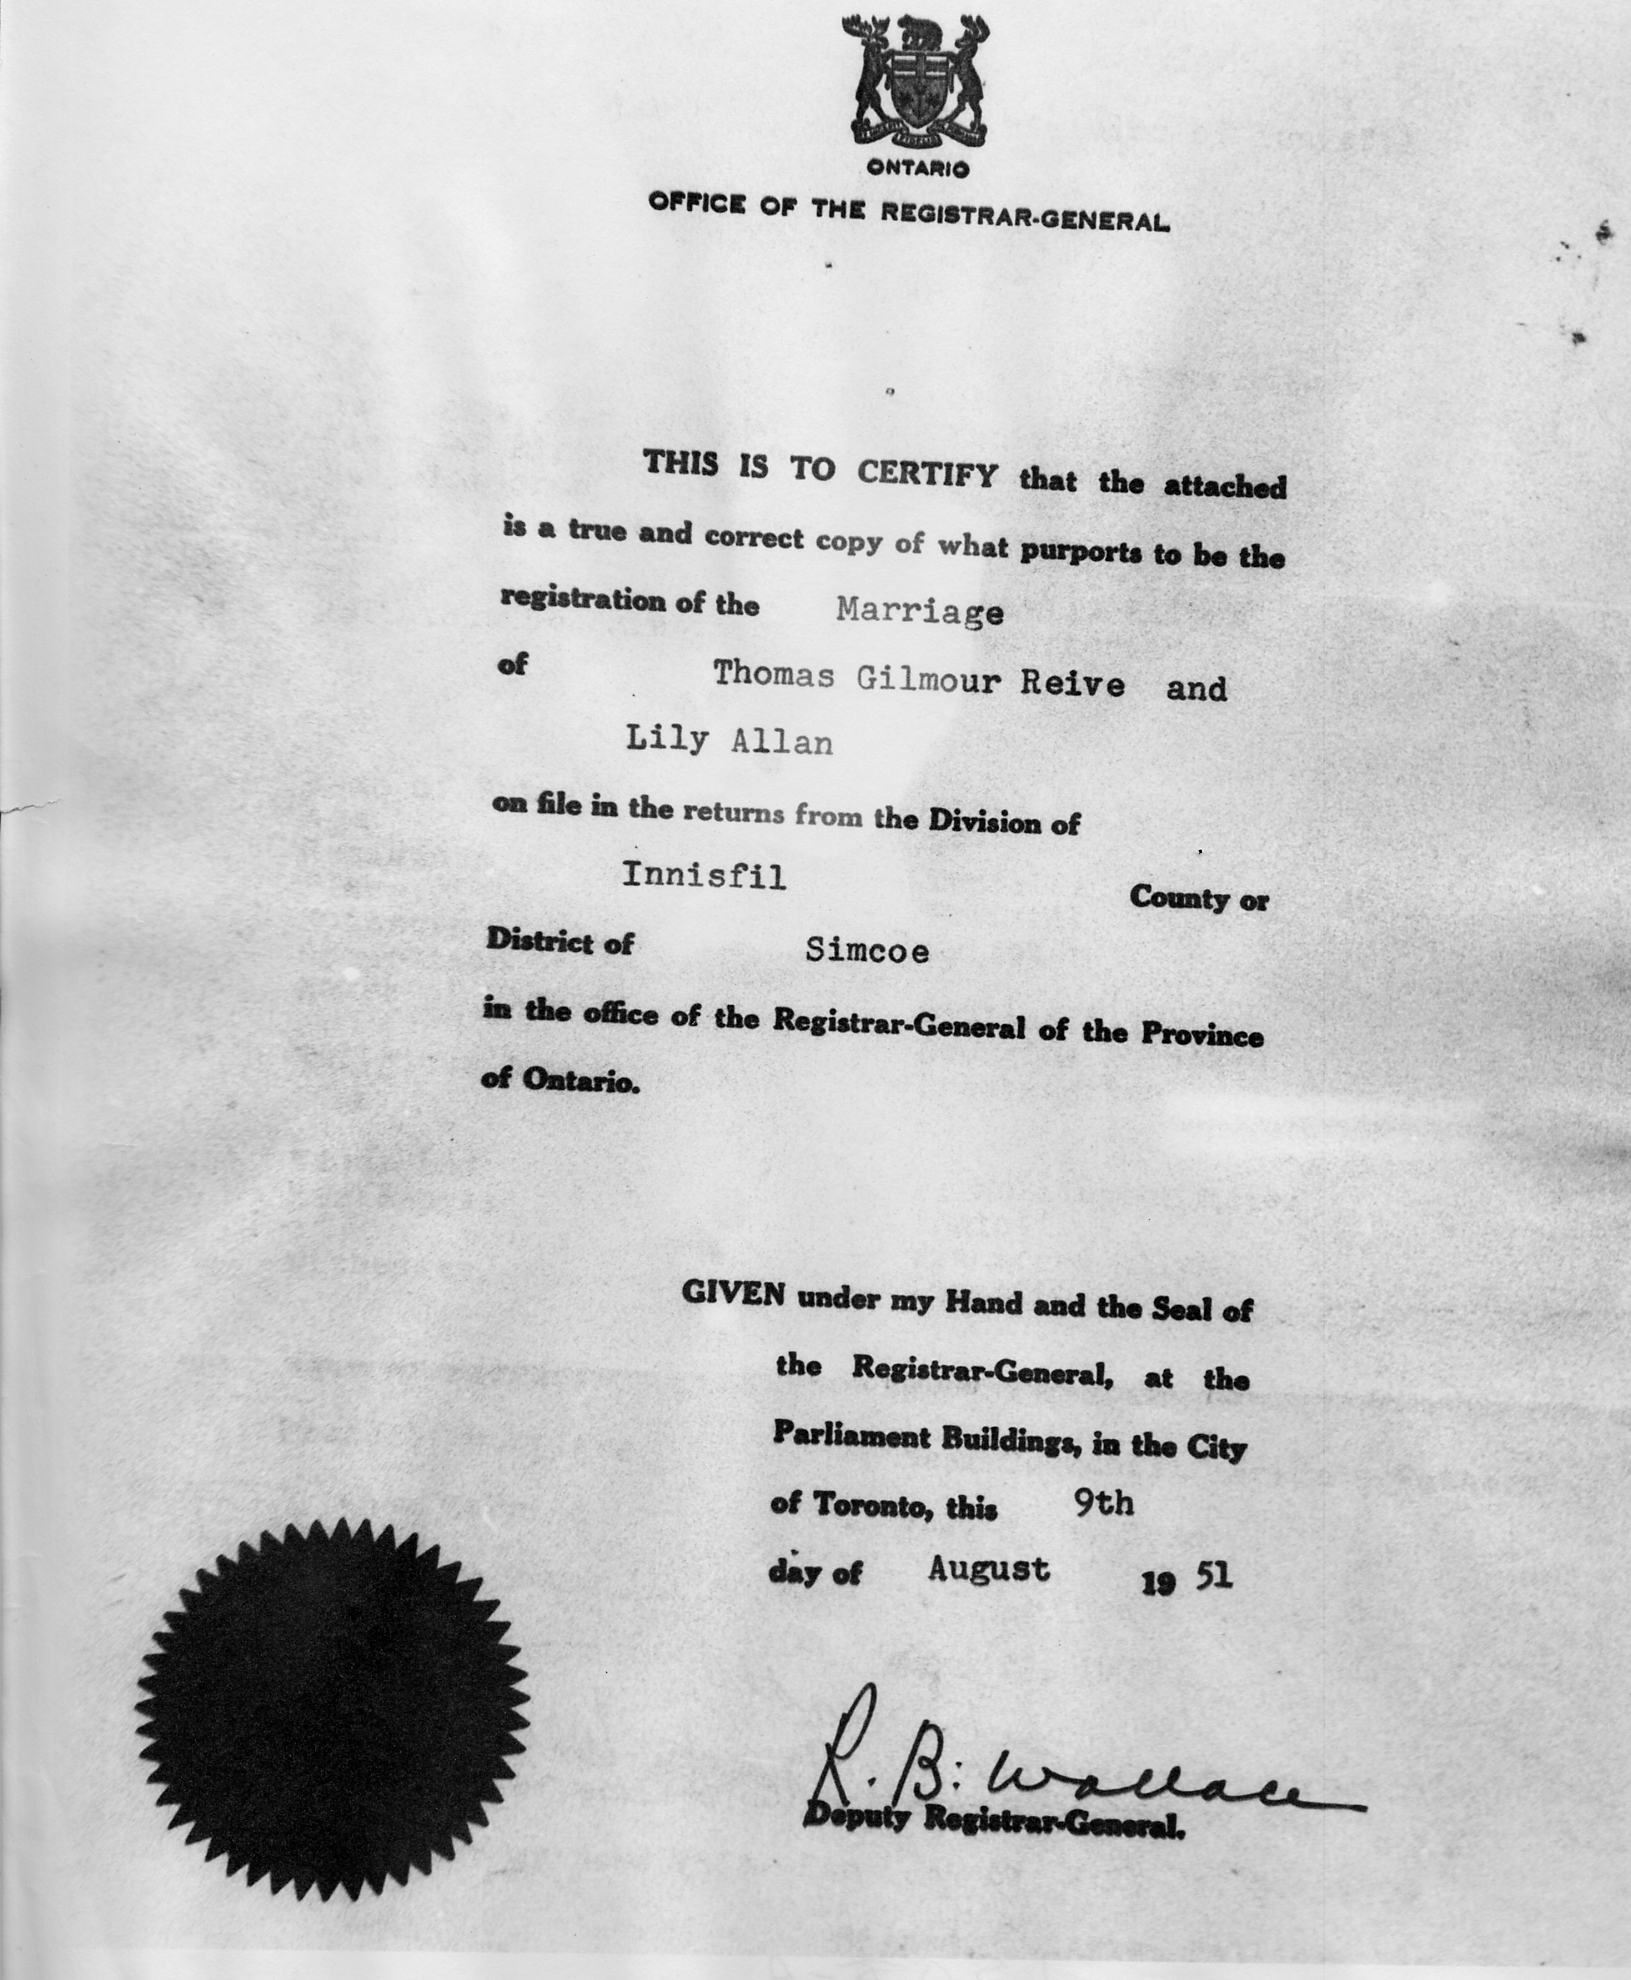 ONTARIO
OFFICE OF THE REGISTRAR-GENERAL
THIS IS TO CERTIFY that the attached
is a true and correct copy of what purports to be the
registration of the Marriage
of Thomas Gilmour Reive and
Lily Allan
on file in the returns from the Division of
Innisfil County or
District of Simcoe
in the office of the Registrar-General of the Province
of Ontario.
GIVEN under my Hand and the Seal of
the Registrar-General, at the
Parliament Buildings, in the City
of Toronto, this 9th
day of August 19 51
R. B. Wallace
Deputy Registrar-General.